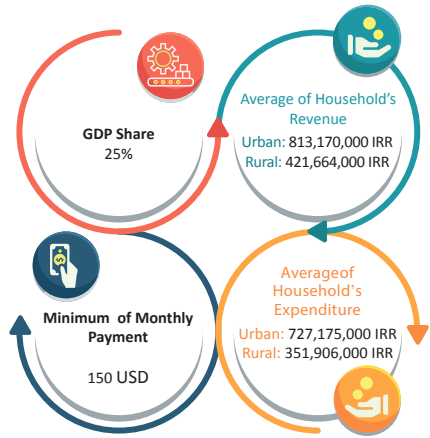 GDP Share
25%
Average of Household's
Revenue
Urban: 813,170,000 IRR
Rural: 421,664,000 IRR
Minimum of Monthly
Payment
150 USD
Averageof
Household's
Expenditure
Urban: 727,175,000 IRR
Rural: 351,906,000 IRR